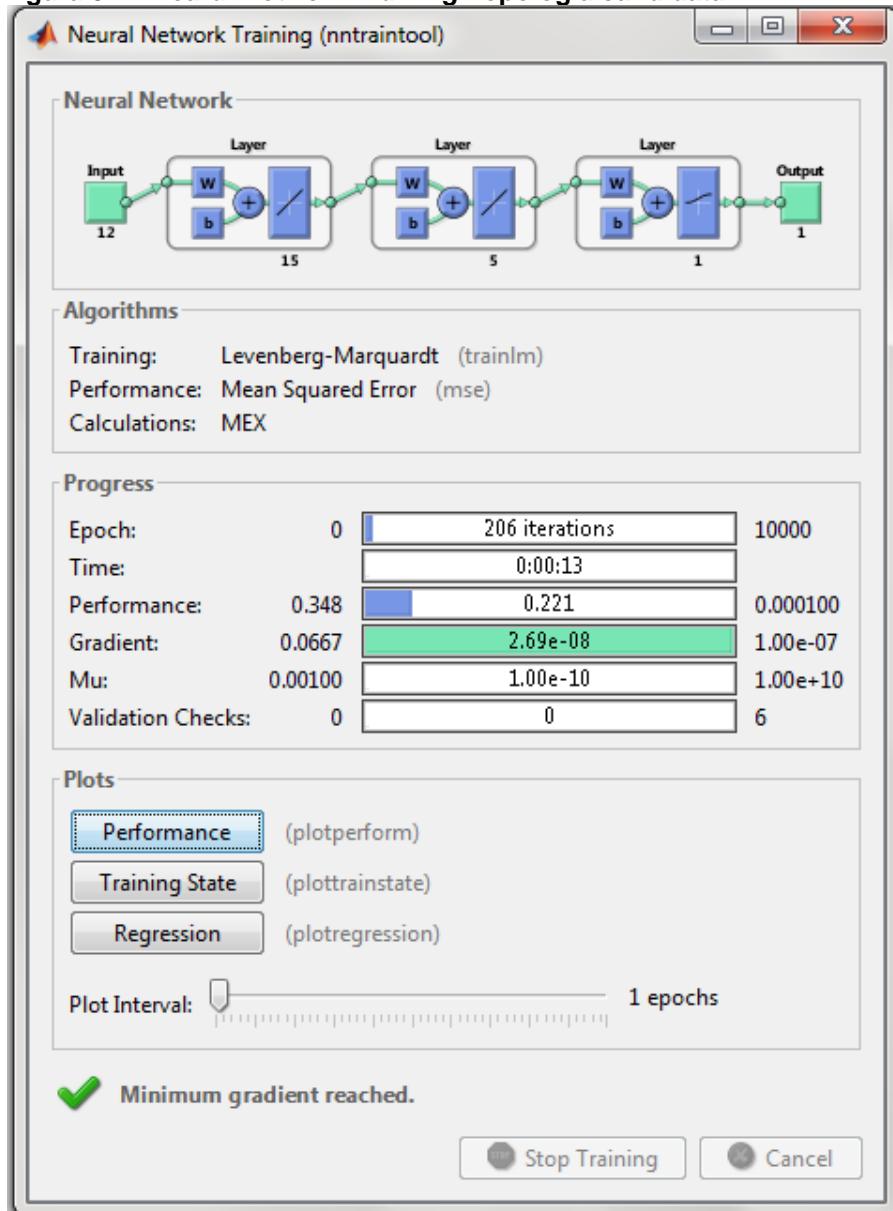 Neural Network Training (nntraintool)
Neural Network
Layer Layer Layer
Input Output
W W W
+ + +
b b b
12 1
15 5 1
Algorithms
Training: Levenberg-Marquardt (trainlm)
Performance: Mean Squared Error (mse)
Calculations: MEX
Progress
Epoch: 0 206 iterations 10000
Time: 0:00:13
Performance: 0.348 0.221 0.000100
Gradient: 0.0667 2.69e-08 1.00e-07
Mu: 0.00100 1.00e-10 1.00e+10
Validation Checks: 0 0 6
Plots
Performance (plotperform)
Training State (plottrainstate)
Regression (plotregression)
Plot Interval: 1 epochs
Minimum gradient reached.
STOP Stop Training Cancel